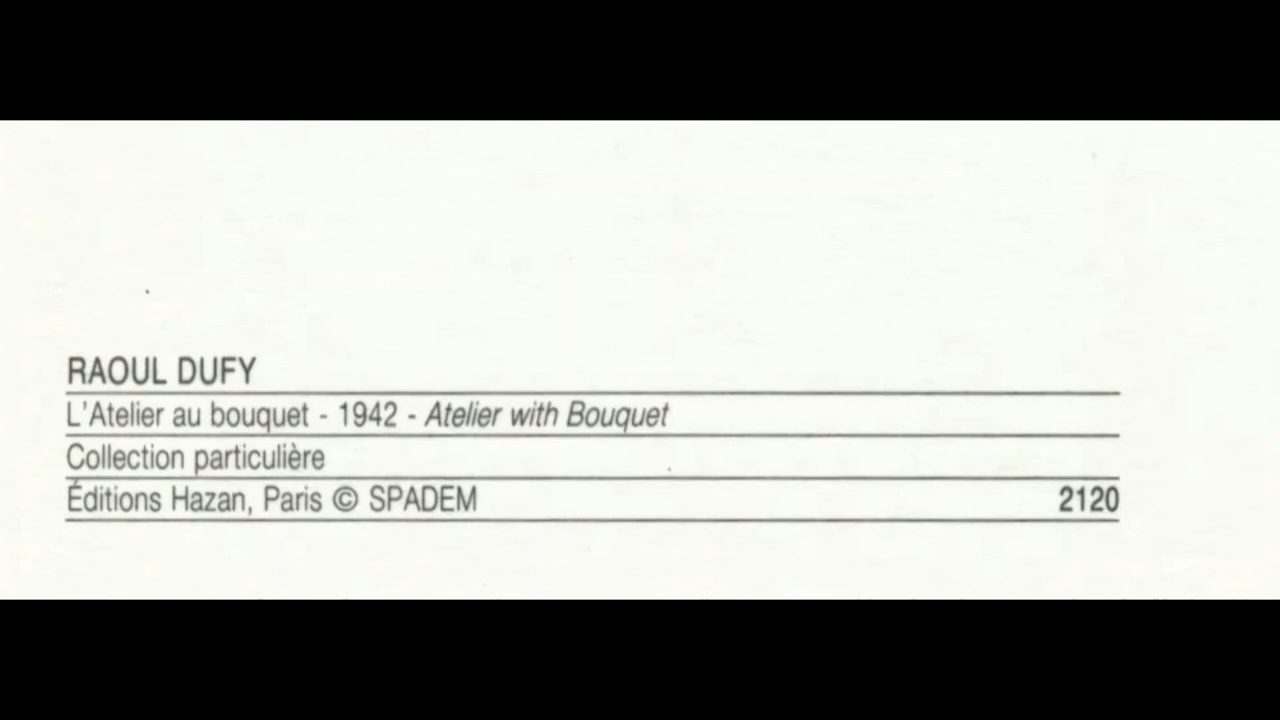 RAOUL DUFY
L'Atelier au bouquet - 1942 - Atelier with Bouquet
Collection particulière
Éditions Hazan, Paris © SPADEM 2120